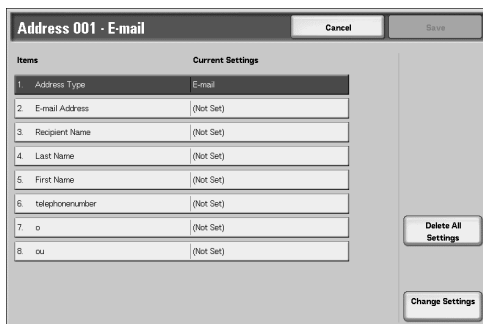 Address 001 - E-mail
Cancel
Save
Items
Current Settings
1. Address Type E-mail
2. E-mail Address (Not Set)
3. Recipient Name (Not Set)
4. Last Name (Not Set)
5. First Name (Not Set)
6. telephonenumber (Not Set)
7. o (Not Set)
8. ou (Not Set)
Delete All
Settings
Change Settings